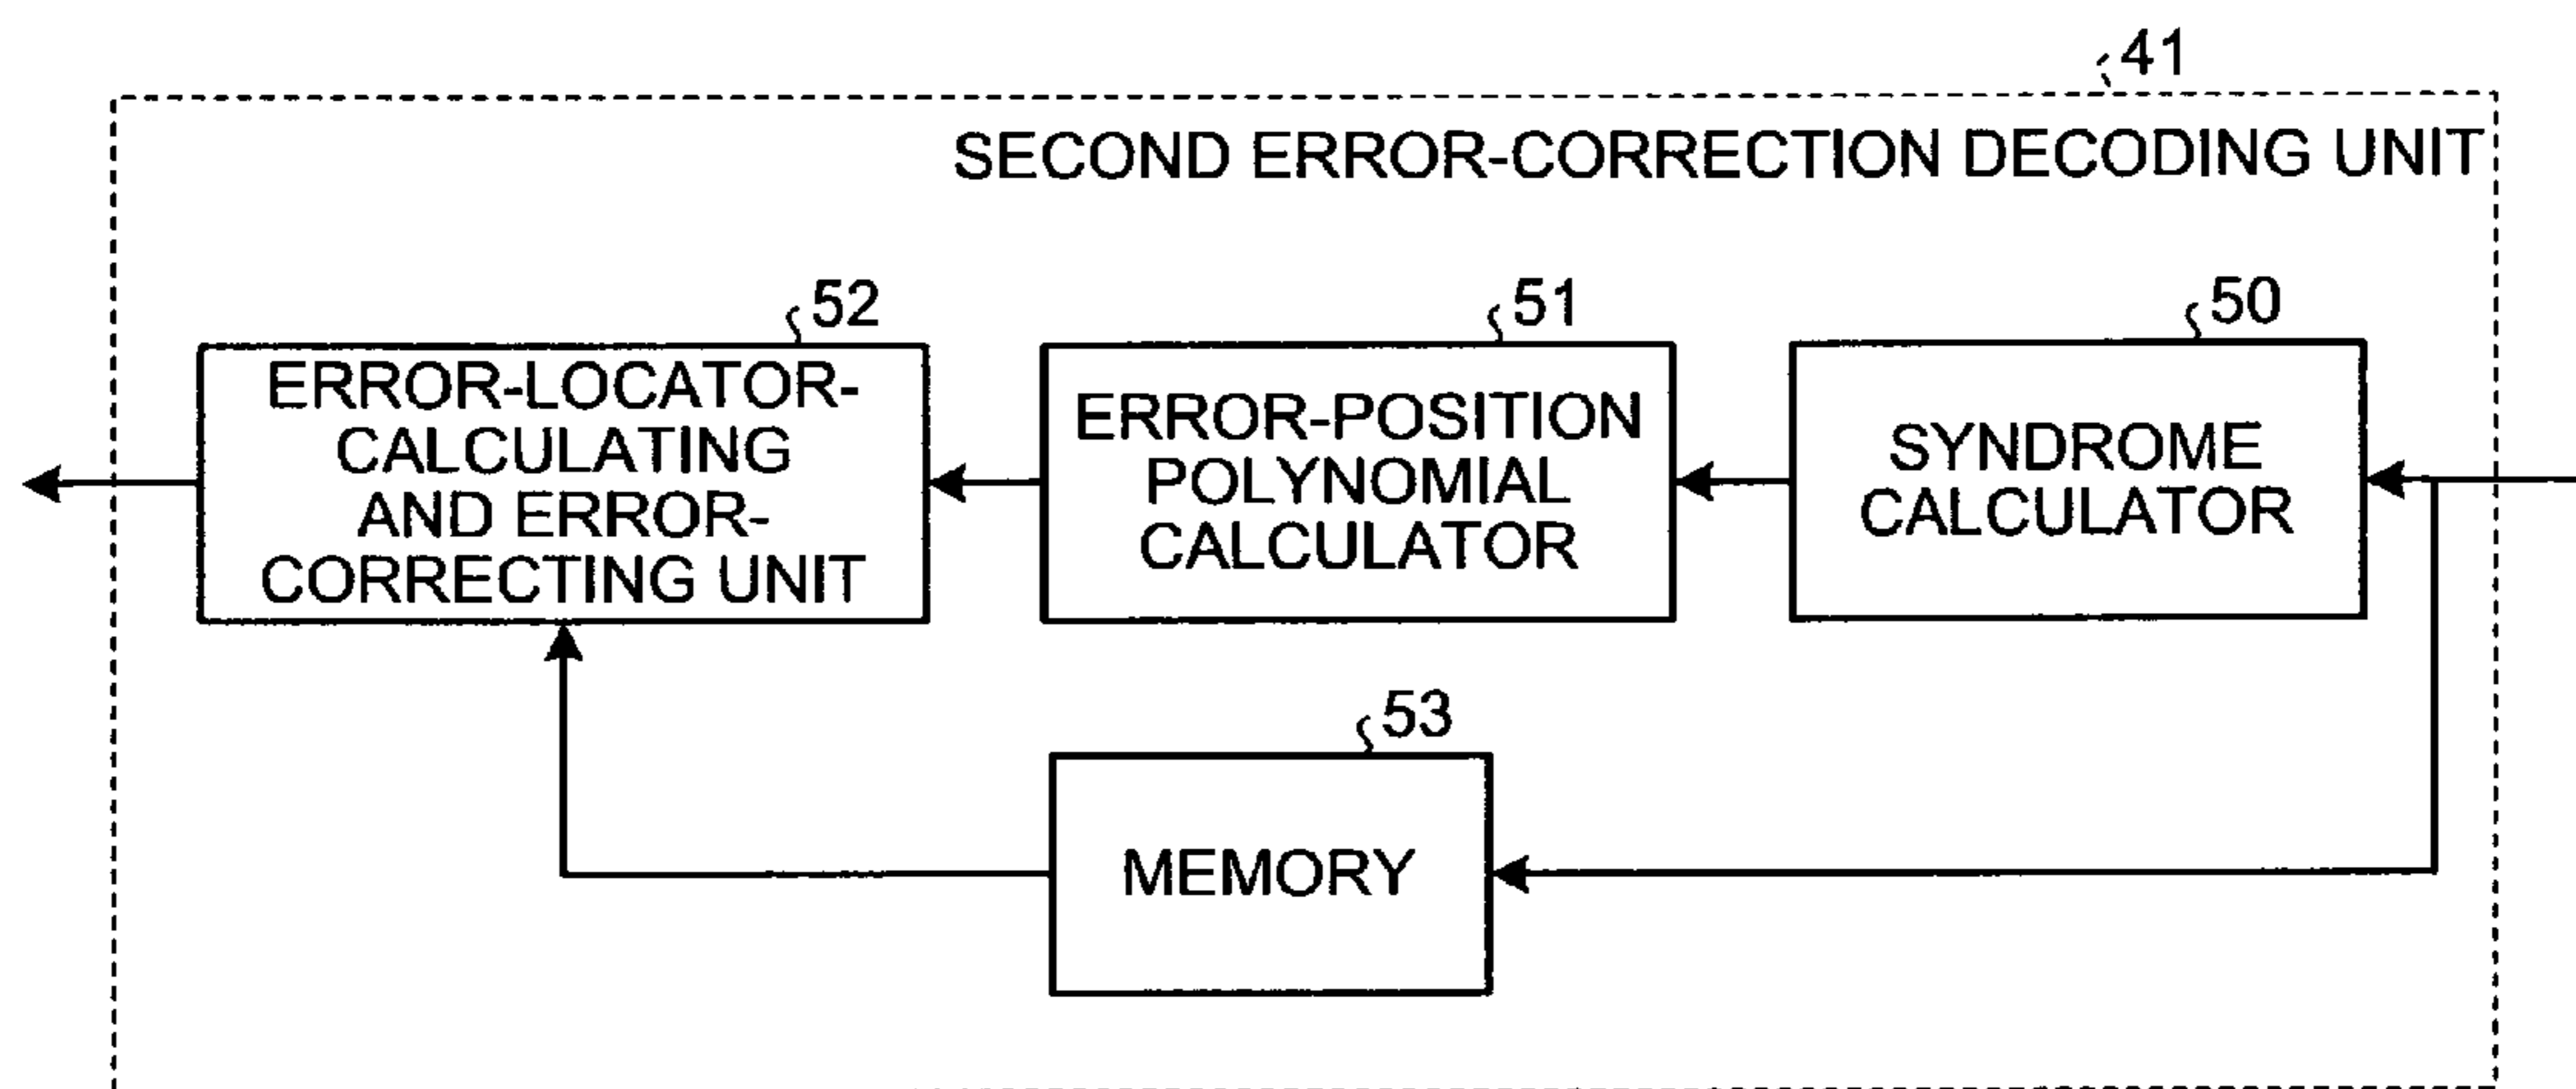 41
SECOND ERROR-CORRECTION DECODING UNIT
52
ERROR-LOCATOR-
CALCULATING
AND ERROR-
CORRECTING UNIT
51
ERROR-POSITION
POLYNOMIAL
CALCULATOR
50
SYNDROME
CALCULATOR
53
MEMORY